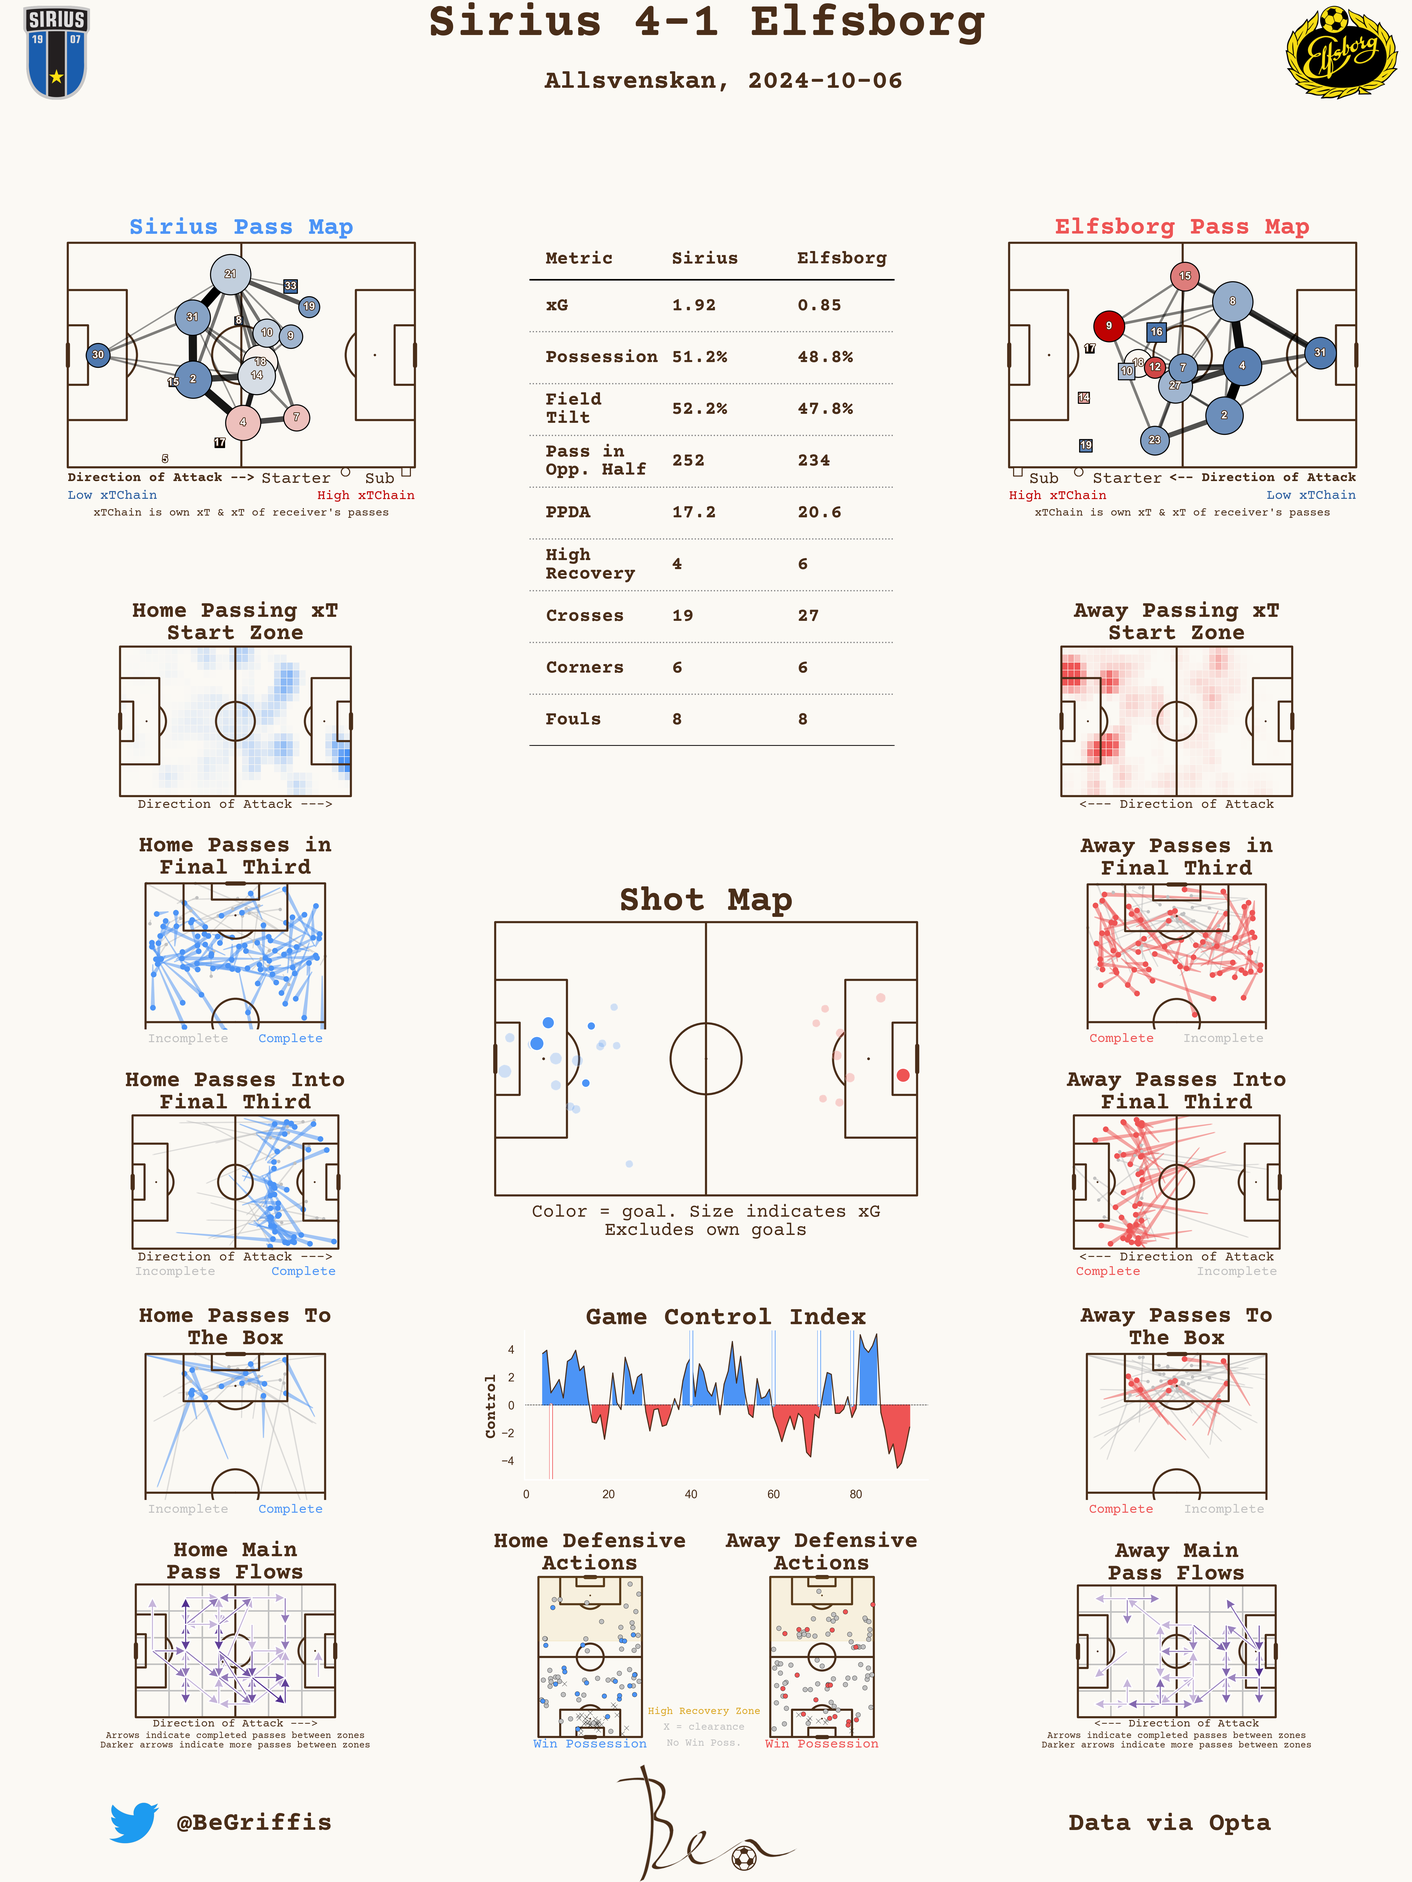 Sirius 4-1 Elfsborg
Allsvenskan, 2024-10-06
SIRIUS
19 07
Elfsborg
Sirius Pass Map
21
33
19
31
8
10
9
30
18
14
15
2
4
7
17
5
Direction of Attack --> Starter Sub
Low xTChain High xTChain
xTChain is own xT & xT of receiver's passes
Metric Sirius Elfsborg
xG 1.92 0.85
Possession 51.2% 48.8%
Field
Tilt 52.2% 47.8%
Pass in
Opp. Half 252 234
PPDA 17.2 20.6
High
Recovery 4 6
Crosses 19 27
Corners 6 6
Fouls 8 8
Elfsborg Pass Map
15
8
9
16
17
31
18
12
7
4
10
27
14
2
23
19
Sub Starter <-- Direction of Attack
High xTChain Low xTChain
xTChain is own xT & xT of receiver's passes
Home Passing xT
Start Zone
Direction of Attack --->
Away Passing xT
Start Zone
<--- Direction of Attack
Home Passes in
Final Third
Incomplete Complete
Away Passes in
Final Third
Complete Incomplete
Shot Map
Color = goal. Size indicates xG
Excludes own goals
Home Passes Into
Final Third
Direction of Attack --->
Incomplete Complete
Away Passes Into
Final Third
<--- Direction of Attack
Complete Incomplete
Home Passes To
The Box
Incomplete Complete
Game Control Index
Control
4
2
0
−2
−4
0 20 40 60 80
Away Passes To
The Box
Complete Incomplete
Home Main
Pass Flows
Direction of Attack --->
Arrows indicate completed passes between zones
Darker arrows indicate more passes between zones
Home Defensive
Actions
Win Possession
Away Defensive
Actions
Win Possession
High Recovery Zone
X = clearance
No Win Poss.
Away Main
Pass Flows
<--- Direction of Attack
Arrows indicate completed passes between zones
Darker arrows indicate more passes between zones
@BeGriffis
Ben
Data via Opta